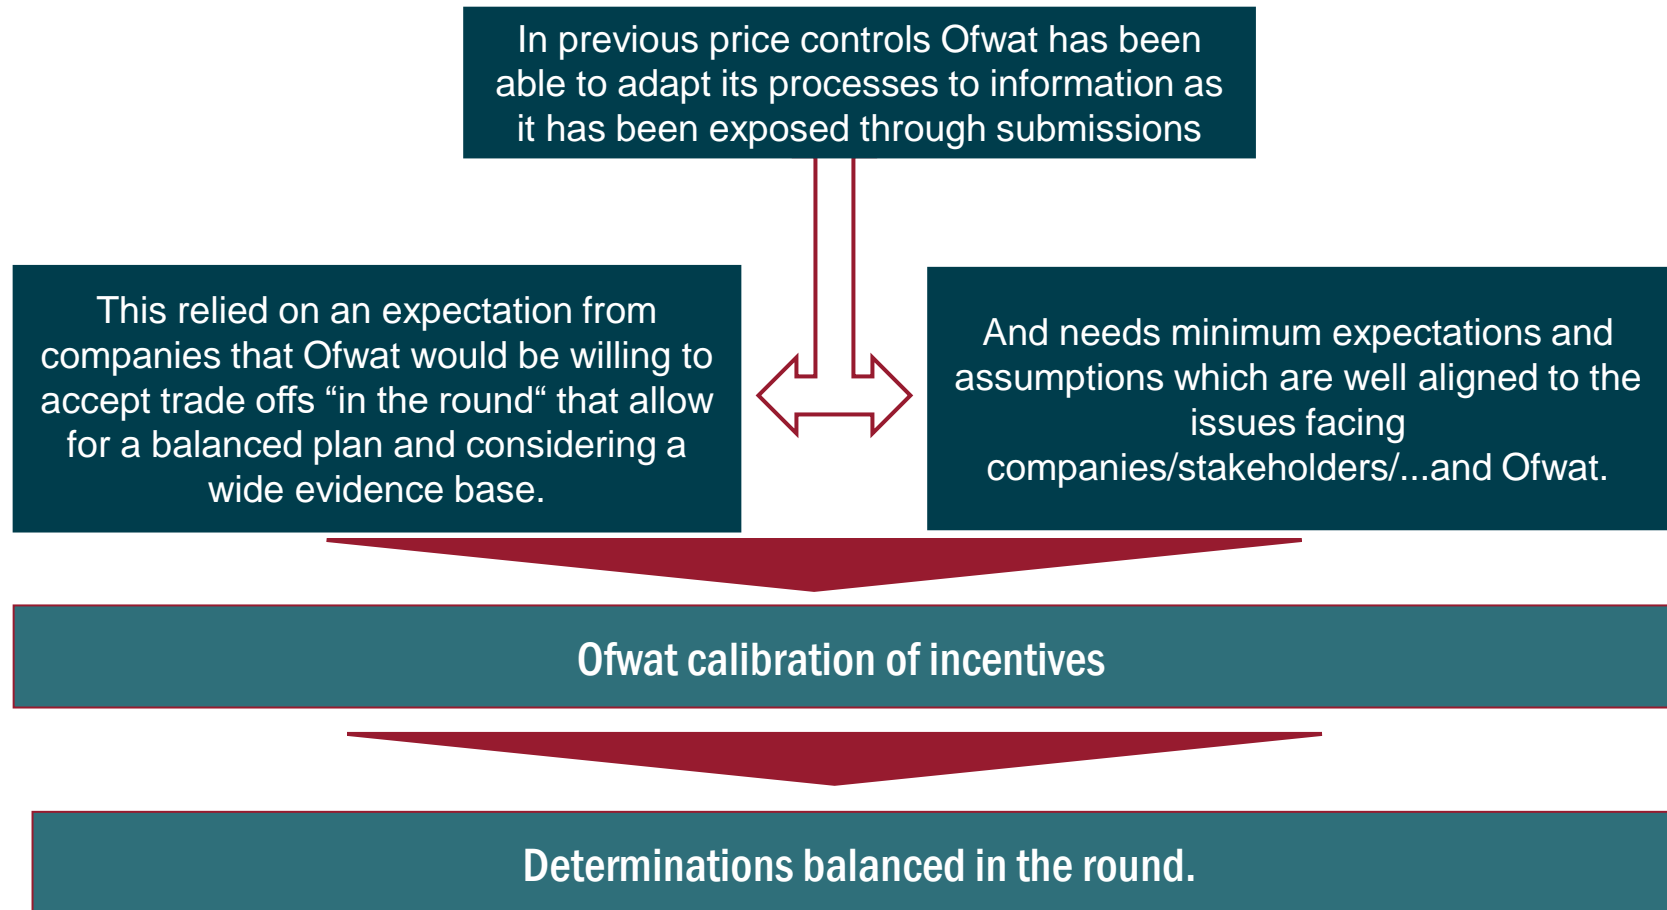 In previous price controls Ofwat has been
able to adapt its processes to information as
it has been exposed through submissions
This relied on an expectation from
companies that Ofwat would be willing to
accept trade offs “in the round“ that allow
for a balanced plan and considering a
wide evidence base.
And needs minimum expectations and
assumptions which are well aligned to the
issues facing
companies/stakeholders/...and Ofwat.
Ofwat calibration of incentives
Determinations balanced in the round.